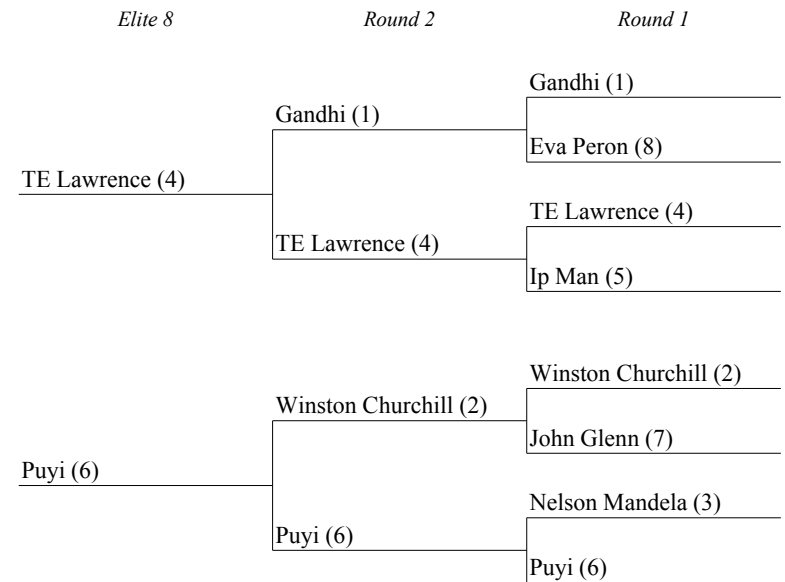 Elite 8 Round 2 Round 1
Gandhi (1)
Gandhi (1)
Eva Peron (8)
TE Lawrence (4)
TE Lawrence (4)
TE Lawrence (4)
Ip Man (5)
Winston Churchill (2)
Winston Churchill (2)
John Glenn (7)
Puyi (6)
Nelson Mandela (3)
Puyi (6)
Puyi (6)